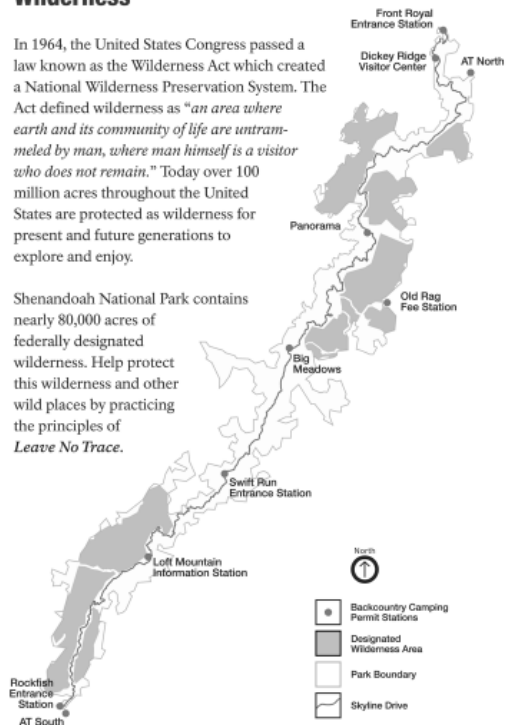 Wilderness
In 1964, the United States Congress passed a
law known as the Wilderness Act which created
a National Wilderness Preservation System. The
Act defined wilderness as “an area where
earth and its community of life are untram-
meled by man, where man himself is a visitor
who does not remain.” Today over 100
million acres throughout the United
States are protected as wilderness for
present and future generations to
explore and enjoy.
Shenandoah National Park contains
nearly 80,000 acres of
federally designated
wilderness. Help protect
this wilderness and other
wild places by practicing
the principles of
Leave No Trace.
Front Royal
Entrance Station
Dickey Ridge
Visitor Center
AT North
Panorama
Old Rag
Fee Station
Big
Meadows
Swift Run
Entrance Station
Loft Mountain
Information Station
Rockfish
Entrance
Station
AT South
North
Backcountry Camping
Permit Stations
Designated
Wilderness Area
Park Boundary
Skyline Drive